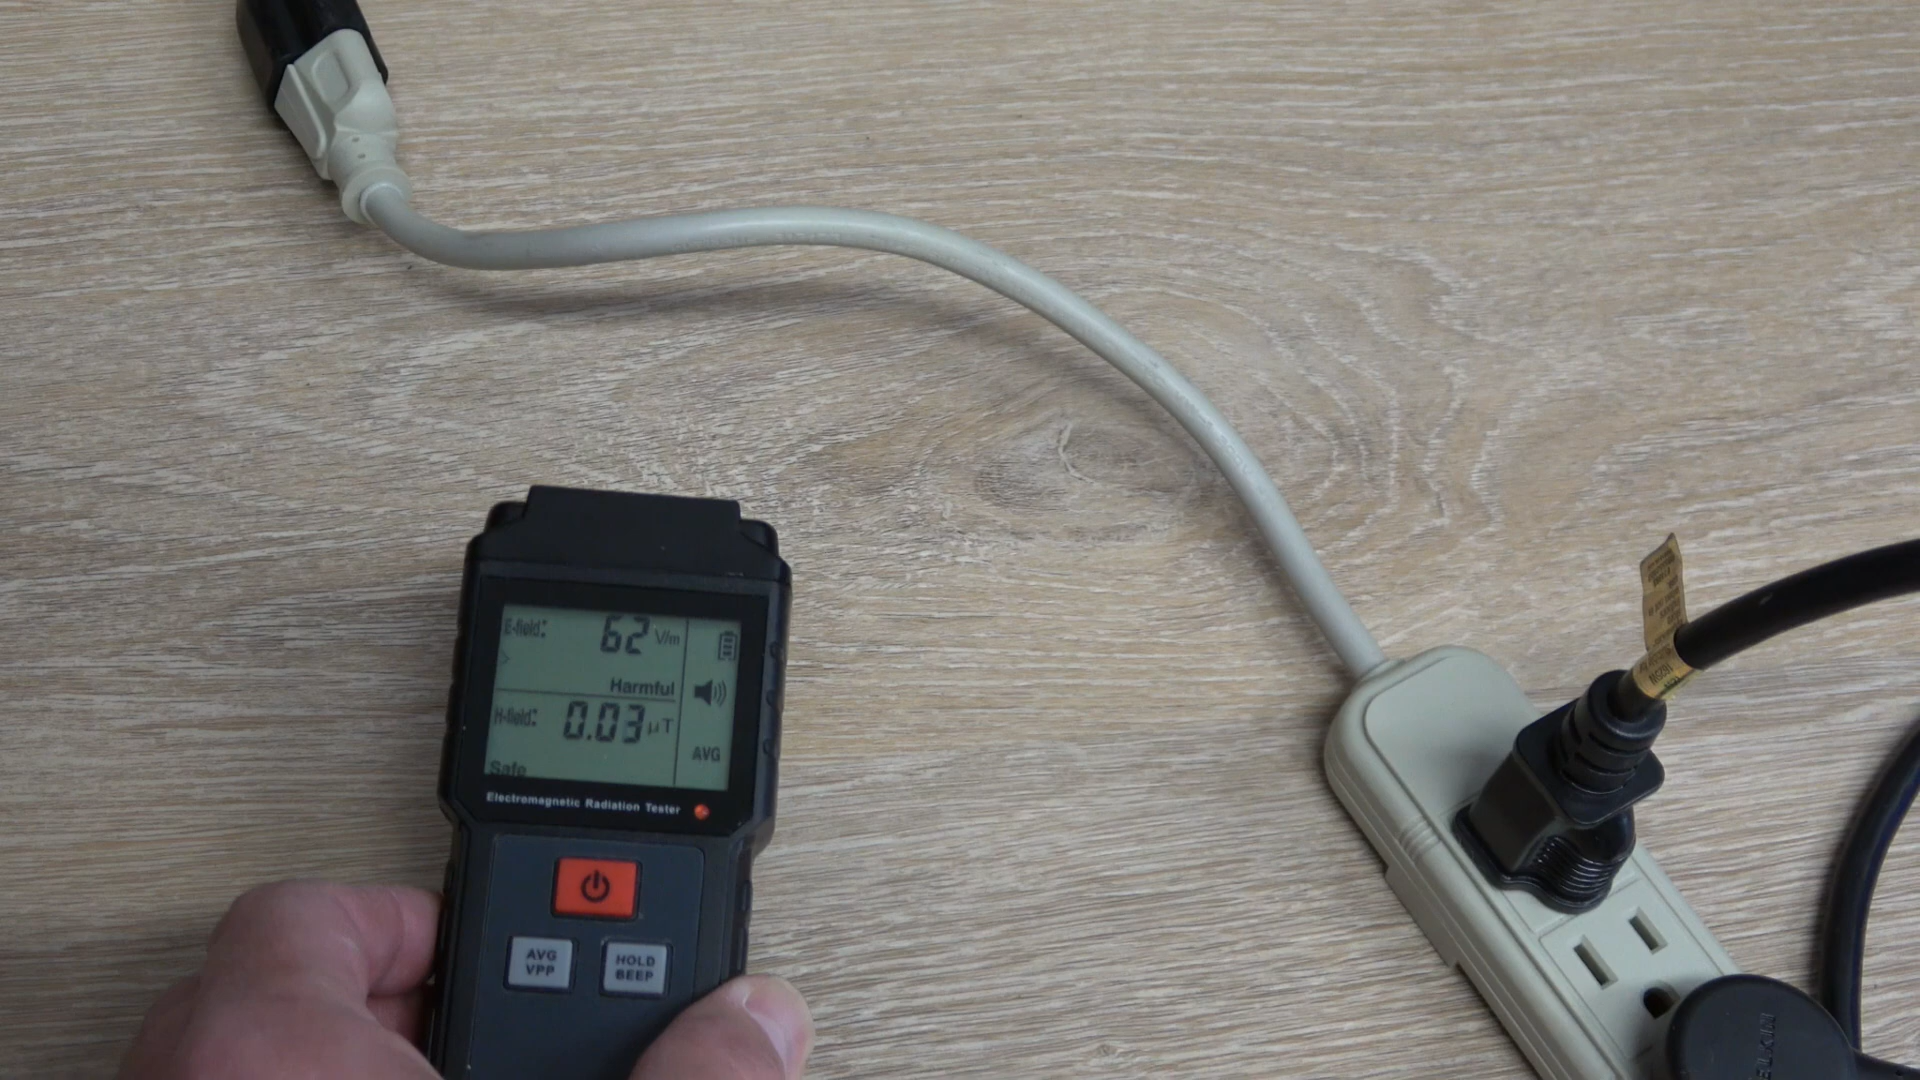 E-field: 62 V/m
Harmful
H-field: 0.03 µT
AVG
Safe
Electromagnetic Radiation Tester
AVG
VPP
HOLD
BEEP